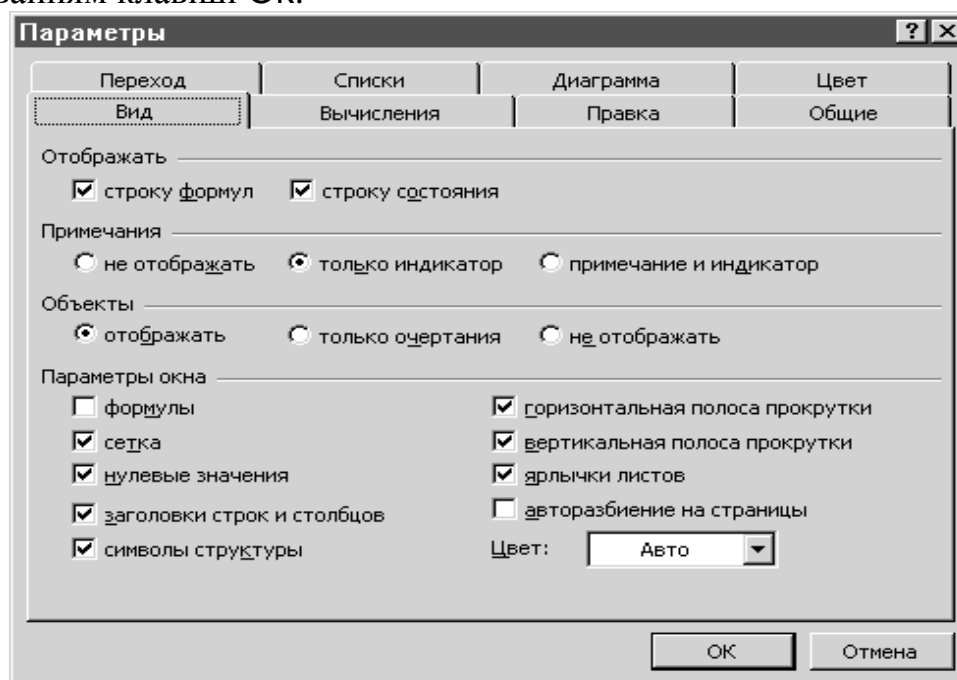 клавиши ОК.
Параметры
Переход Списки Диаграмма Цвет
Вид Вычисления Правка Общие
Отображать
строку формул строку состояния
Примечания
не отображать только индикатор примечание и индикатор
Объекты
отображать только очертания не отображать
Параметры окна
формулы горизонтальная полоса прокрутки
сетка вертикальная полоса прокрутки
нулевые значения ярлычки листов
заголовки строк и столбцов авторазбиение на страницы
символы структуры Цвет: Авто
ОК Отмена